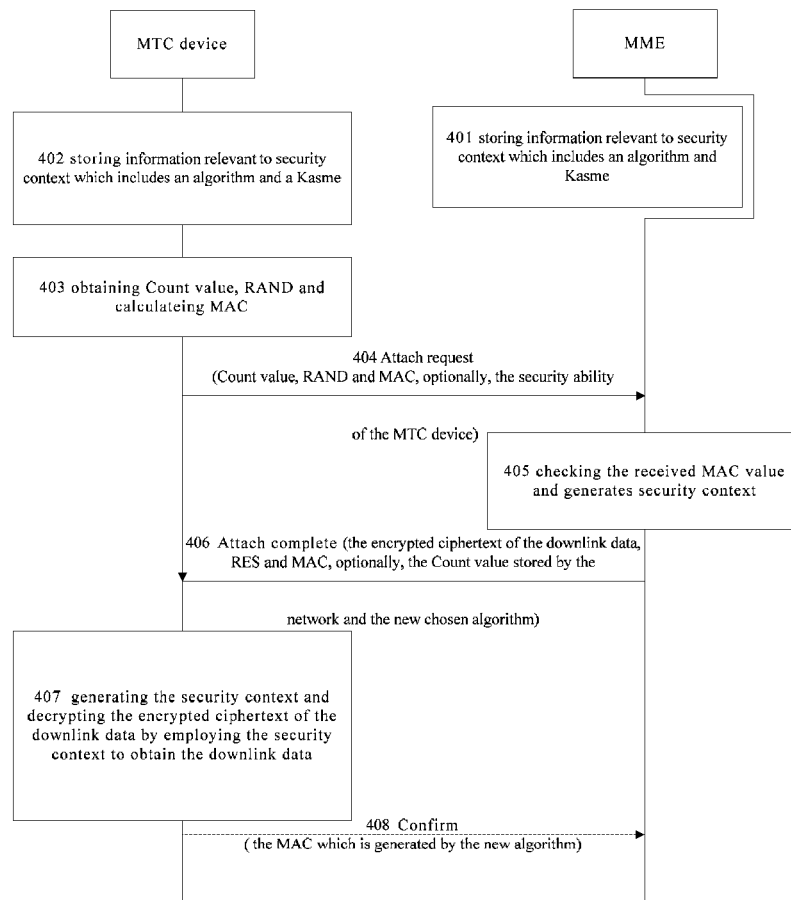 MTC device
MME
401 storing information relevant to security
context which includes an algorithm and
Kasme
402 storing information relevant to security
context which includes an algorithm and a Kasme
403 obtaining Count value, RAND and
calculateing MAC
404 Attach request
(Count value, RAND and MAC, optionally, the security ability
of the MTC device)
405 checking the received MAC value
and generates security context
406 Attach complete (the encrypted ciphertext of the downlink data,
RES and MAC, optionally, the Count value stored by the
network and the new chosen algorithm)
407 generating the security context and
decrypting the encrypted ciphertext of the
downlink data by employing the security
context to obtain the downlink data
408 Confirm
( the MAC which is generated by the new algorithm)